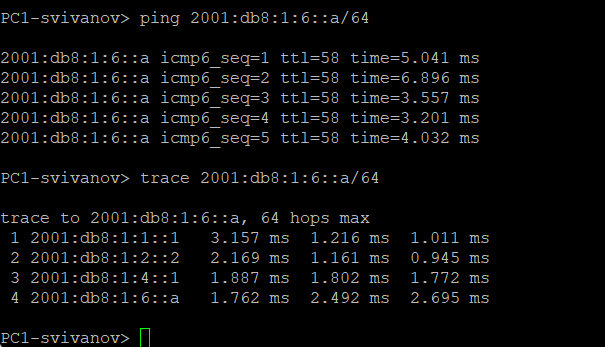 PC1-svivanov> ping 2001:db8:1:6::a/64
2001:db8:1:6::a icmp6_seq=1 ttl=58 time=5.041 ms
2001:db8:1:6::a icmp6_seq=2 ttl=58 time=6.896 ms
2001:db8:1:6::a icmp6_seq=3 ttl=58 time=3.557 ms
2001:db8:1:6::a icmp6_seq=4 ttl=58 time=3.201 ms
2001:db8:1:6::a icmp6_seq=5 ttl=58 time=4.032 ms
PC1-svivanov> trace 2001:db8:1:6::a/64
trace to 2001:db8:1:6::a, 64 hops max
1 2001:db8:1:1::1 3.157 ms 1.216 ms 1.011 ms
2 2001:db8:1:2::2 2.169 ms 1.161 ms 0.945 ms
3 2001:db8:1:4::1 1.887 ms 1.802 ms 1.772 ms
4 2001:db8:1:6::a 1.762 ms 2.492 ms 2.695 ms
PC1-svivanov>